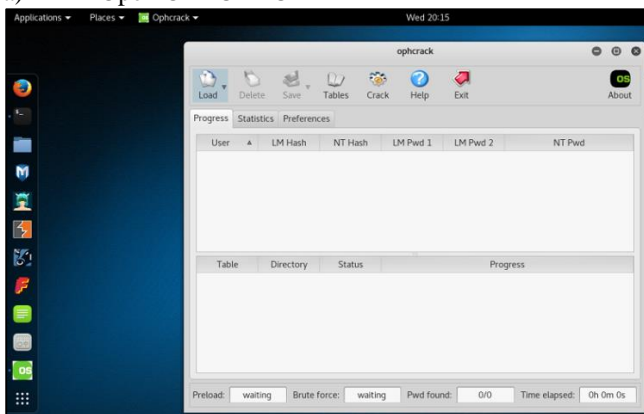 Applications ▾ Places ▾ Ophcrack ▾ Wed 20:15
ophcrack
Load Delete Save Tables Crack Help Exit OS About
Progress Statistics Preferences
User ▲ LM Hash NT Hash LM Pwd 1 LM Pwd 2 NT Pwd
Table Directory Status Progress
OS
Preload: waiting Brute force: waiting Pwd found: 0/0 Time elapsed: 0h 0m 0s